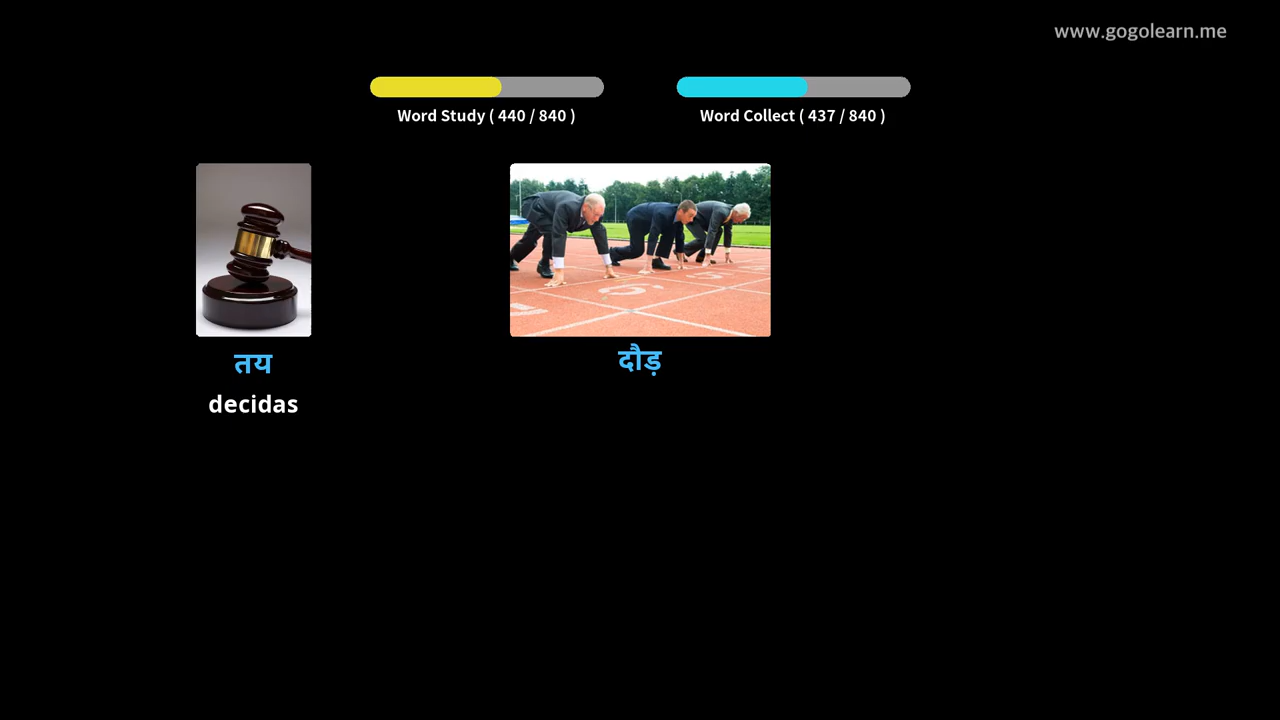 www.gogolearn.me
Word Study ( 440 / 840 )
Word Collect ( 437 / 840 )
तय
decidas
दौड़